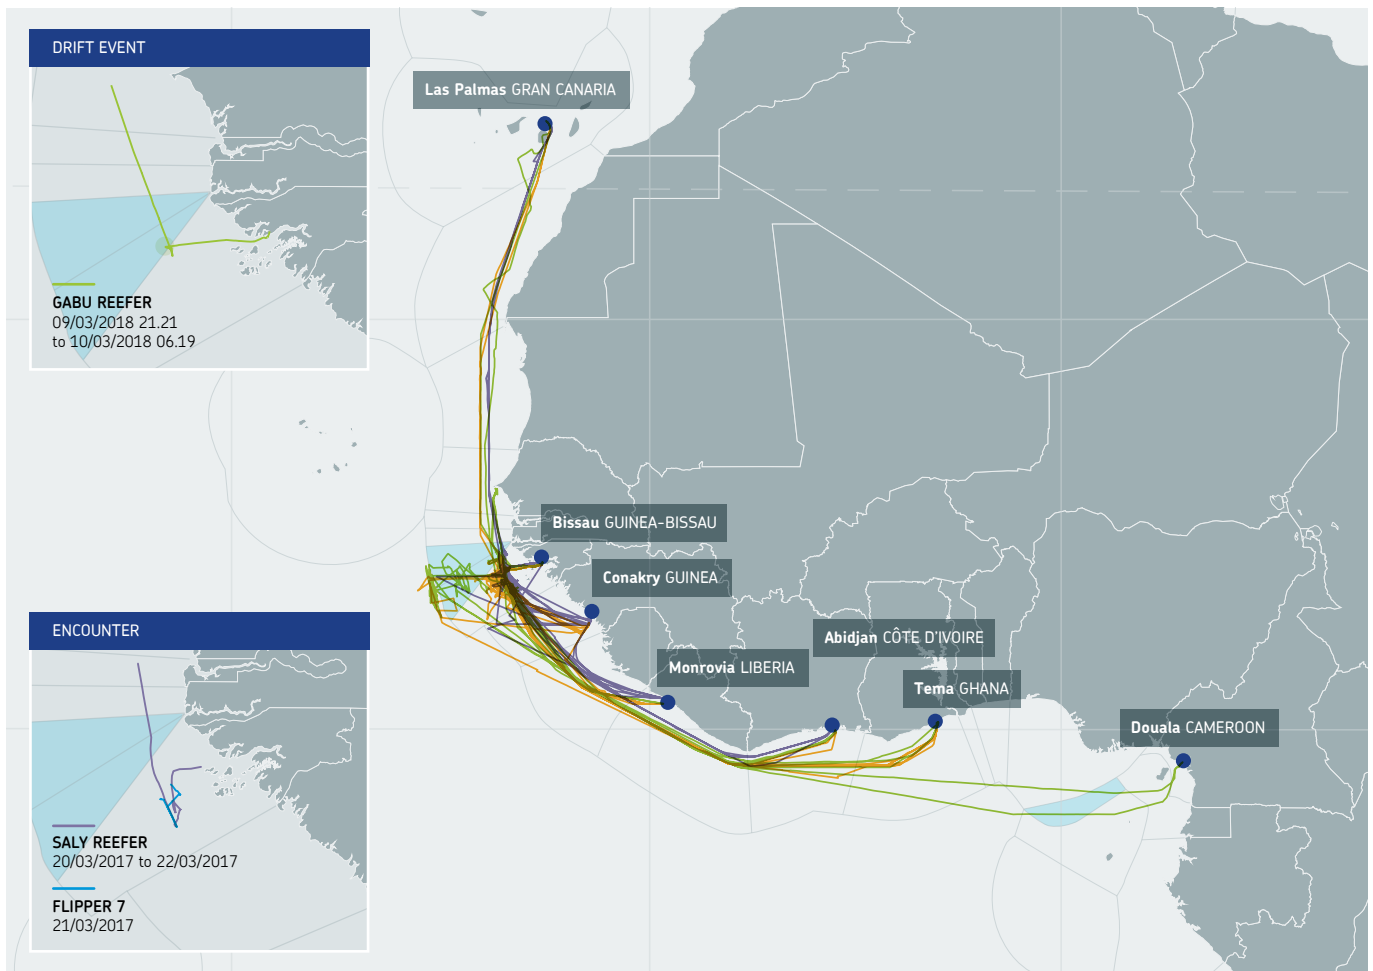 DRIFT EVENT
GABU REEFER
09/03/2018 21.21
to 10/03/2018 06.19
Las Palmas GRAN CANARIA
Bissau GUINEA-BISSAU
Conakry GUINEA
Abidjan CÔTE D'IVOIRE
Monrovia LIBERIA
Tema GHANA
Douala CAMEROON
ENCOUNTER
SALY REEFER
20/03/2017 to 22/03/2017
FLIPPER 7
21/03/2017